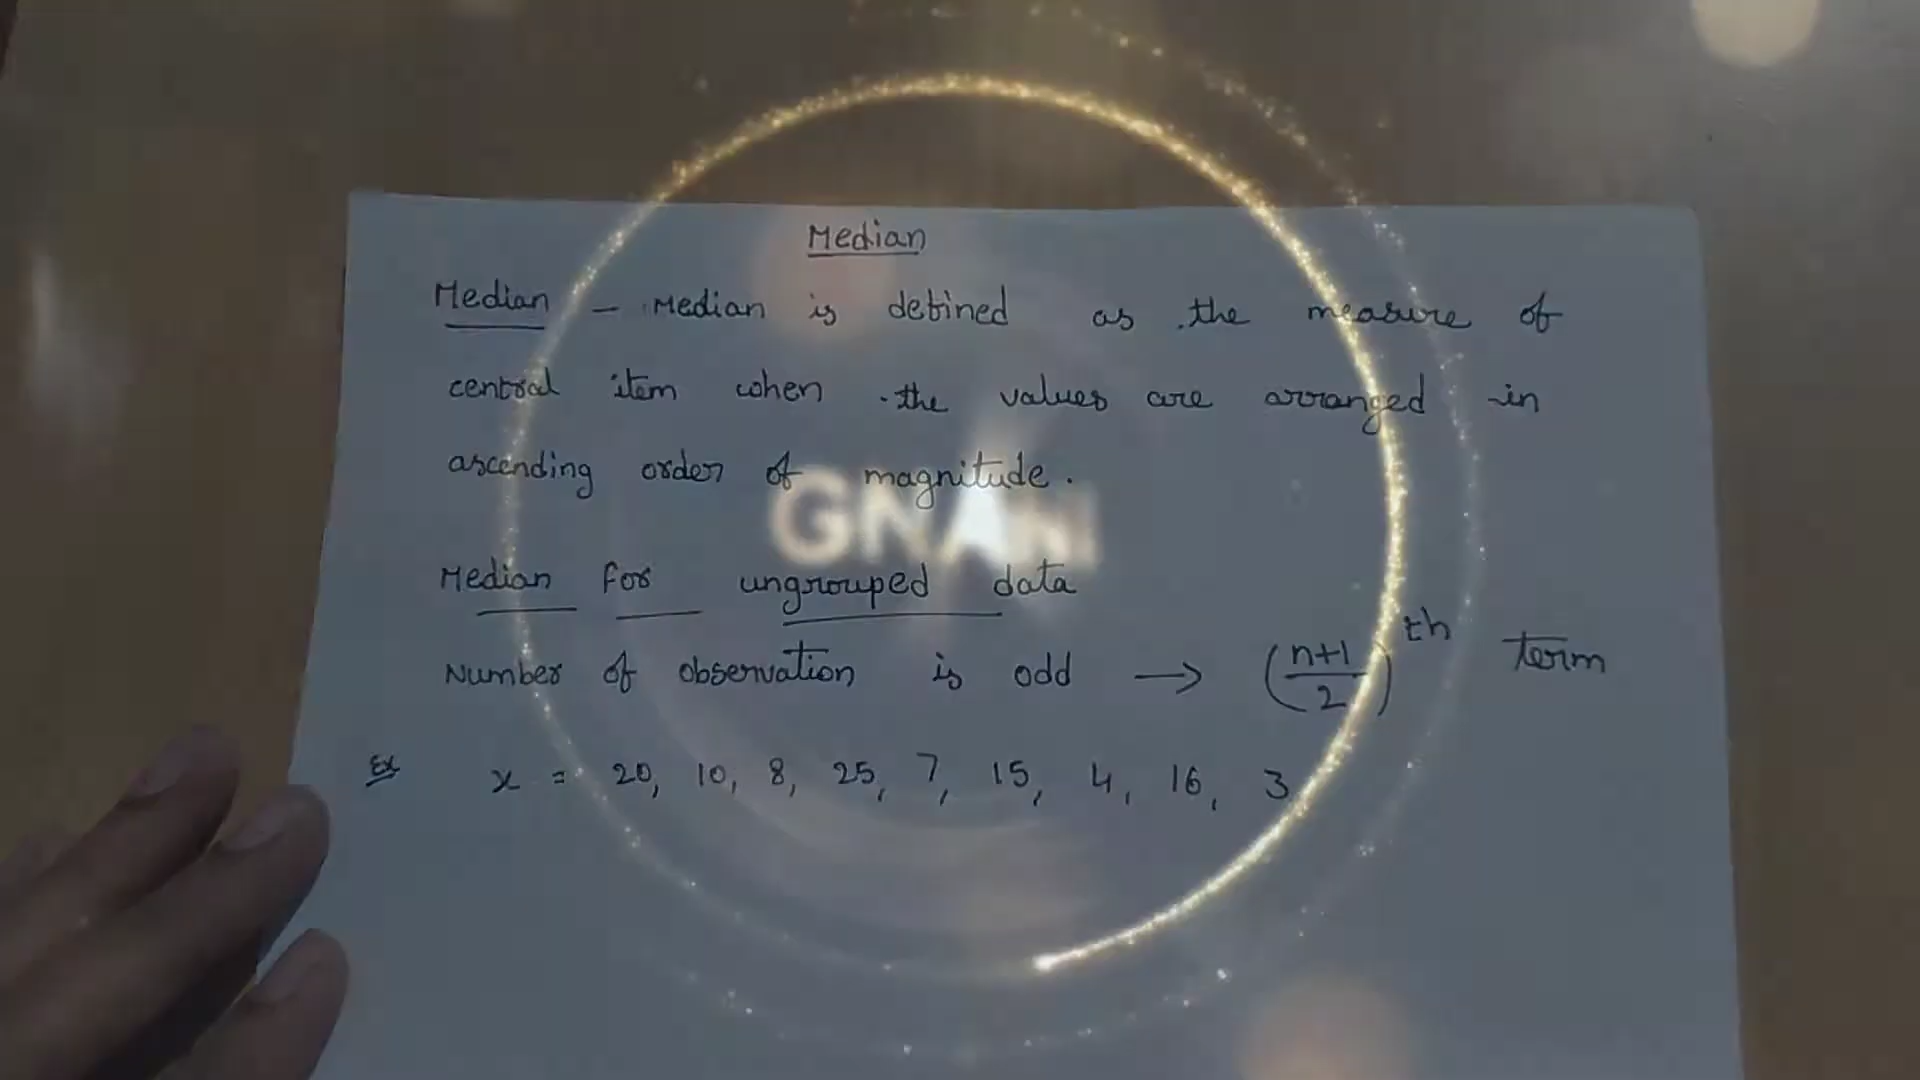 Median
Median - Median is defined as the measure of
central item when the values are arranged in
ascending order of magnitude.
GNANI
Median for ungrouped data
Number of observation is odd → (n+1/2)th term
Ex x = 20, 10, 8, 25, 7, 15, 4, 16, 3